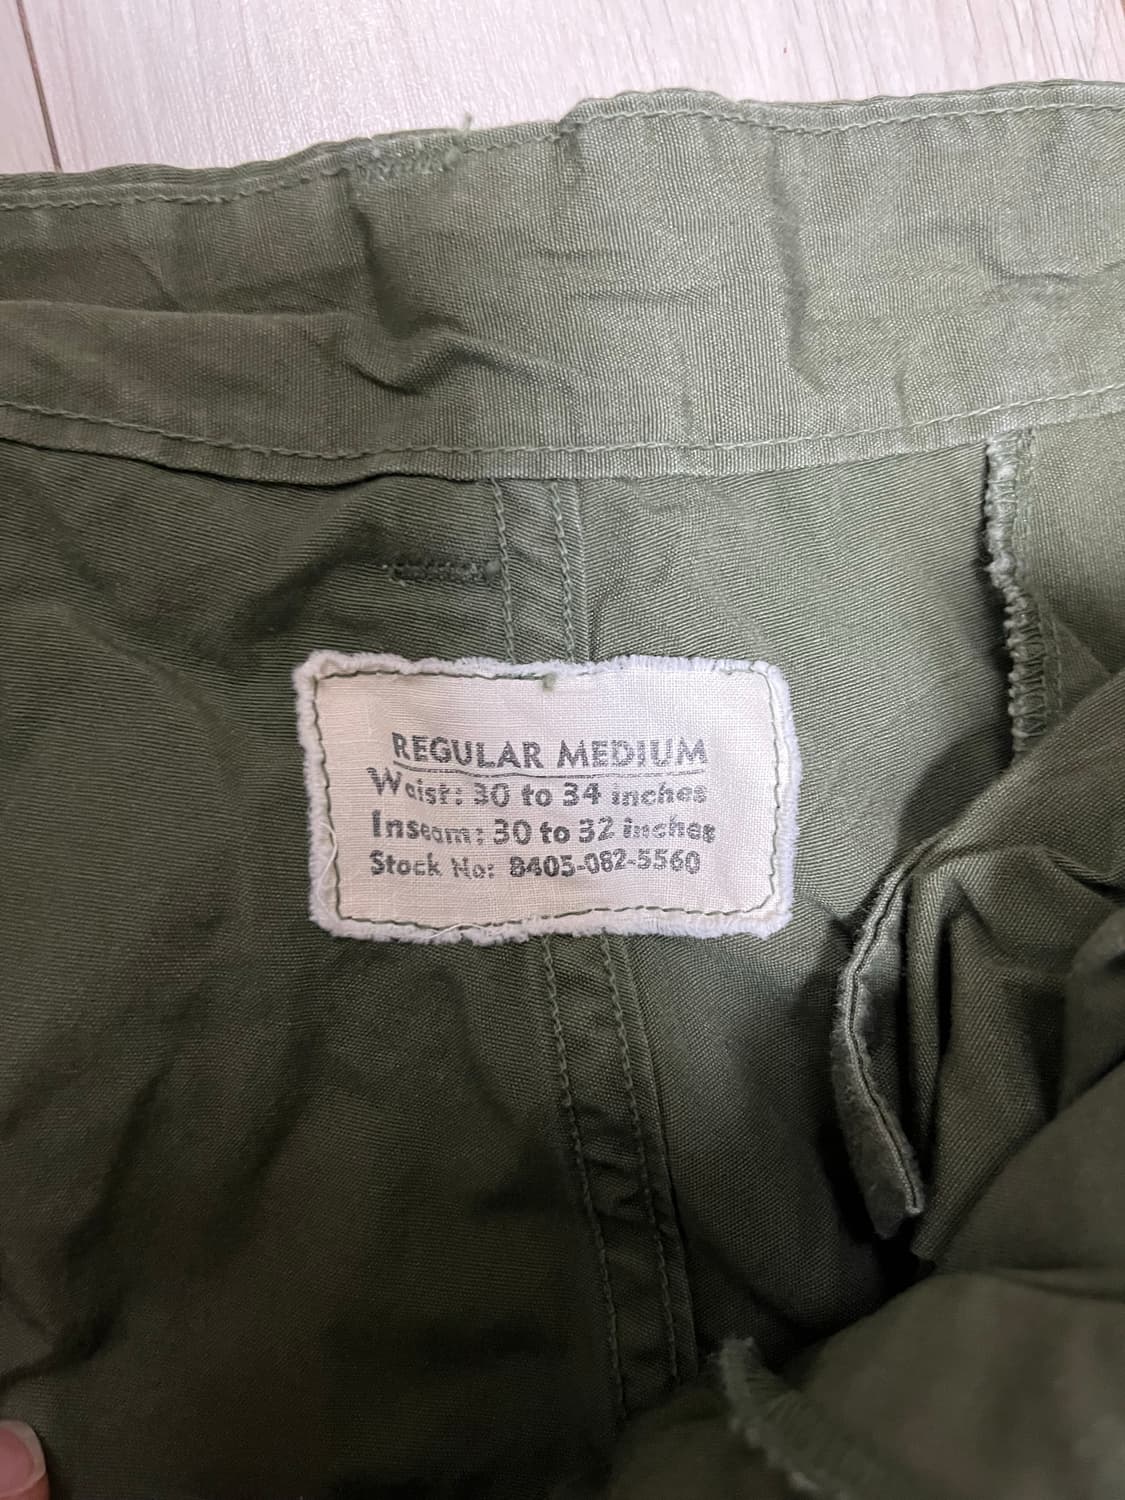 REGULAR MEDIUM
Waist: 30 to 34 inches
Inseam: 30 to 32 inches
Stock No: 8405-082-5560